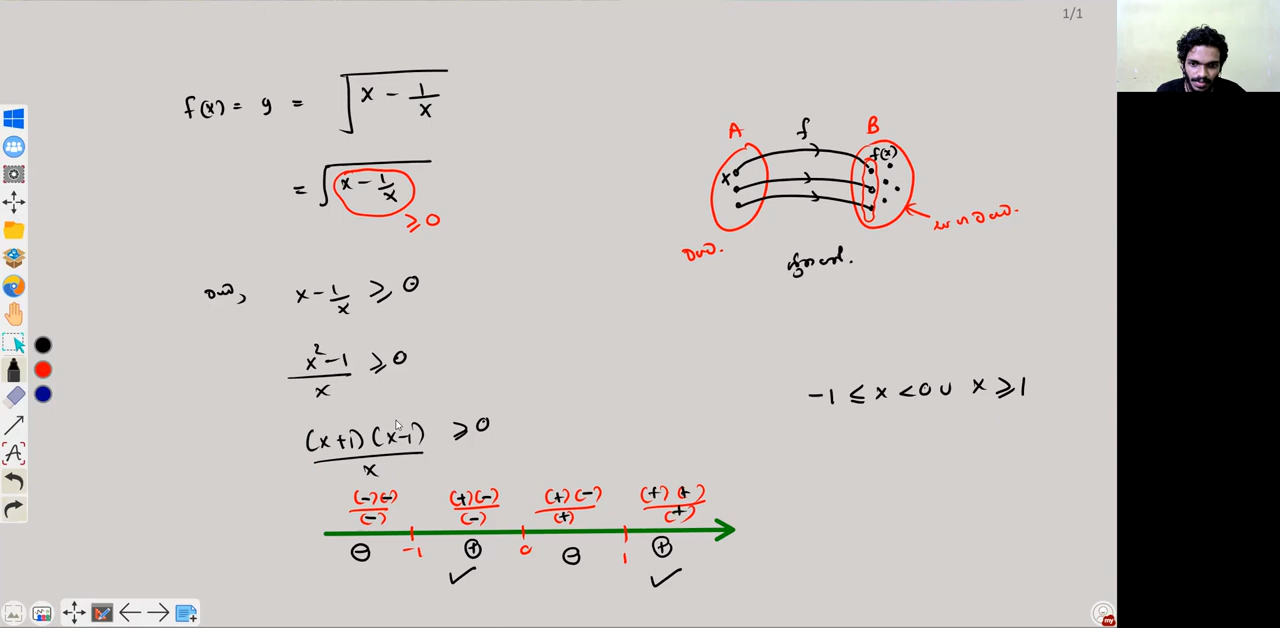 1/1
f(x) = y = √(x - 1/x)
= √(x - 1/x)
≥ 0
x - 1/x ≥ 0
(x² - 1)/x ≥ 0
(x+1)(x-1)/x ≥ 0
(-)(-)/(-) (+)(-)/(-) (+)(-)/(+) (+)(+)/(+)
⊖ -1 ⊕ 0 ⊖ 1 ⊕
✓ ✓
A f B
x f(x)
-1 ≤ x < 0 ∪ x ≥ 1